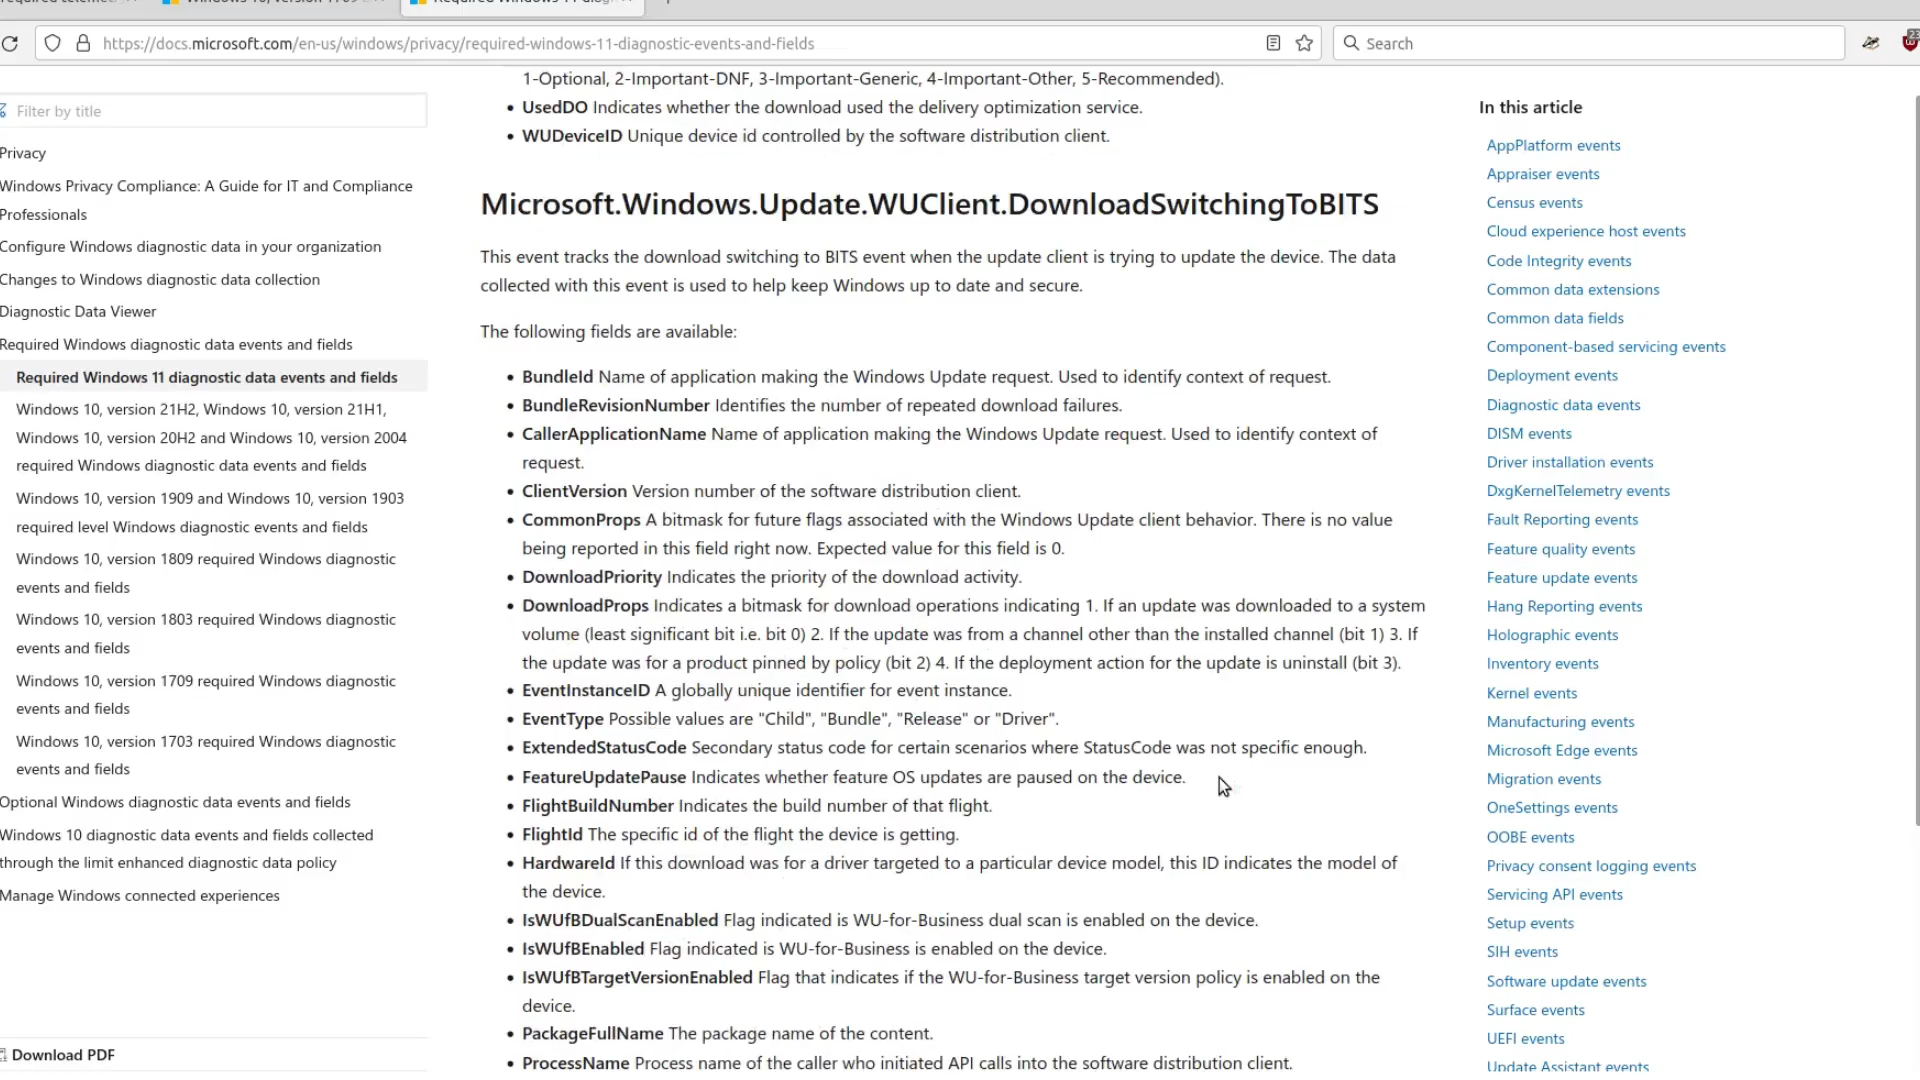 https://docs.microsoft.com/en-us/windows/privacy/required-windows-11-diagnostic-events-and-fields
Search
Filter by title
Privacy
Windows Privacy Compliance: A Guide for IT and Compliance
Professionals
Configure Windows diagnostic data in your organization
Changes to Windows diagnostic data collection
Diagnostic Data Viewer
Required Windows diagnostic data events and fields
Required Windows 11 diagnostic data events and fields
Windows 10, version 21H2, Windows 10, version 21H1,
Windows 10, version 20H2 and Windows 10, version 2004
required Windows diagnostic data events and fields
Windows 10, version 1909 and Windows 10, version 1903
required level Windows diagnostic events and fields
Windows 10, version 1809 required Windows diagnostic
events and fields
Windows 10, version 1803 required Windows diagnostic
events and fields
Windows 10, version 1709 required Windows diagnostic
events and fields
Windows 10, version 1703 required Windows diagnostic
events and fields
Optional Windows diagnostic data events and fields
Windows 10 diagnostic data events and fields collected
through the limit enhanced diagnostic data policy
Manage Windows connected experiences
Download PDF
1-Optional, 2-Important-DNF, 3-Important-Generic, 4-Important-Other, 5-Recommended).
• UsedDO Indicates whether the download used the delivery optimization service.
• WUDeviceID Unique device id controlled by the software distribution client.
Microsoft.Windows.Update.WUClient.DownloadSwitchingToBITS
This event tracks the download switching to BITS event when the update client is trying to update the device. The data
collected with this event is used to help keep Windows up to date and secure.
The following fields are available:
• BundleId Name of application making the Windows Update request. Used to identify context of request.
• BundleRevisionNumber Identifies the number of repeated download failures.
• CallerApplicationName Name of application making the Windows Update request. Used to identify context of
request.
• ClientVersion Version number of the software distribution client.
• CommonProps A bitmask for future flags associated with the Windows Update client behavior. There is no value
being reported in this field right now. Expected value for this field is 0.
• DownloadPriority Indicates the priority of the download activity.
• DownloadProps Indicates a bitmask for download operations indicating 1. If an update was downloaded to a system
volume (least significant bit i.e. bit 0) 2. If the update was from a channel other than the installed channel (bit 1) 3. If
the update was for a product pinned by policy (bit 2) 4. If the deployment action for the update is uninstall (bit 3).
• EventInstanceID A globally unique identifier for event instance.
• EventType Possible values are "Child", "Bundle", "Release" or "Driver".
• ExtendedStatusCode Secondary status code for certain scenarios where StatusCode was not specific enough.
• FeatureUpdatePause Indicates whether feature OS updates are paused on the device.
• FlightBuildNumber Indicates the build number of that flight.
• FlightId The specific id of the flight the device is getting.
• HardwareId If this download was for a driver targeted to a particular device model, this ID indicates the model of
the device.
• IsWUfBDualScanEnabled Flag indicated is WU-for-Business dual scan is enabled on the device.
• IsWUfBEnabled Flag indicated is WU-for-Business is enabled on the device.
• IsWUfBTargetVersionEnabled Flag that indicates if the WU-for-Business target version policy is enabled on the
device.
• PackageFullName The package name of the content.
• ProcessName Process name of the caller who initiated API calls into the software distribution client.
In this article
AppPlatform events
Appraiser events
Census events
Cloud experience host events
Code Integrity events
Common data extensions
Common data fields
Component-based servicing events
Deployment events
Diagnostic data events
DISM events
Driver installation events
DxgKernelTelemetry events
Fault Reporting events
Feature quality events
Feature update events
Hang Reporting events
Holographic events
Inventory events
Kernel events
Manufacturing events
Microsoft Edge events
Migration events
OneSettings events
OOBE events
Privacy consent logging events
Servicing API events
Setup events
SIH events
Software update events
Surface events
UEFI events
Update Assistant events